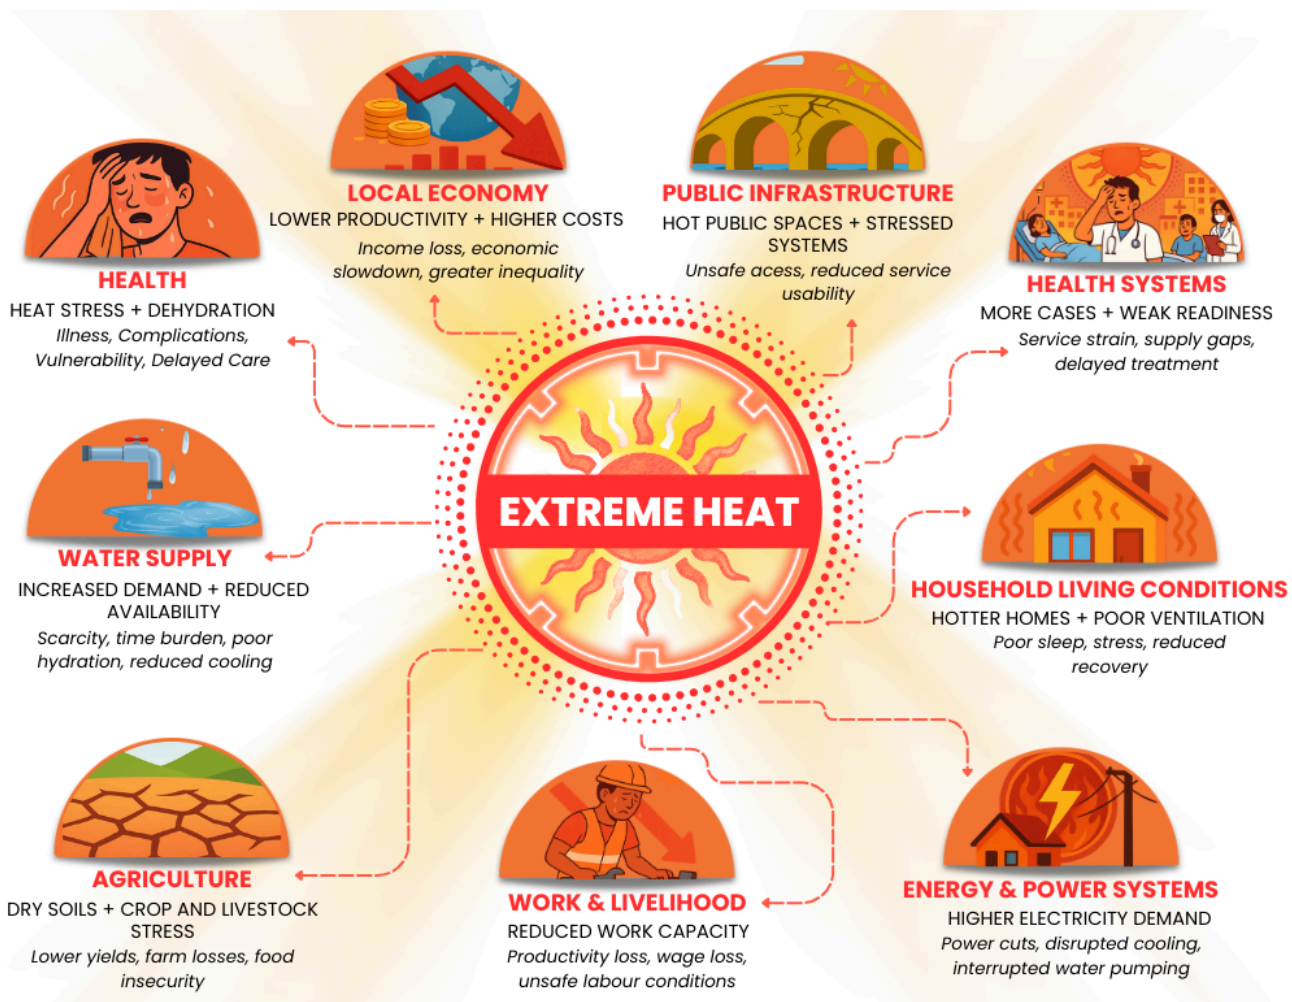 LOCAL ECONOMY
LOWER PRODUCTIVITY + HIGHER COSTS
Income loss, economic
slowdown, greater inequality
PUBLIC INFRASTRUCTURE
HOT PUBLIC SPACES + STRESSED
SYSTEMS
Unsafe acess, reduced service
usability
HEALTH
HEAT STRESS + DEHYDRATION
Illness, Complications,
Vulnerability, Delayed Care
HEALTH SYSTEMS
MORE CASES + WEAK READINESS
Service strain, supply gaps,
delayed treatment
EXTREME HEAT
WATER SUPPLY
INCREASED DEMAND + REDUCED
AVAILABILITY
Scarcity, time burden, poor
hydration, reduced cooling
HOUSEHOLD LIVING CONDITIONS
HOTTER HOMES + POOR VENTILATION
Poor sleep, stress, reduced
recovery
AGRICULTURE
DRY SOILS + CROP AND LIVESTOCK
STRESS
Lower yields, farm losses, food
insecurity
WORK & LIVELIHOOD
REDUCED WORK CAPACITY
Productivity loss, wage loss,
unsafe labour conditions
ENERGY & POWER SYSTEMS
HIGHER ELECTRICITY DEMAND
Power cuts, disrupted cooling,
interrupted water pumping